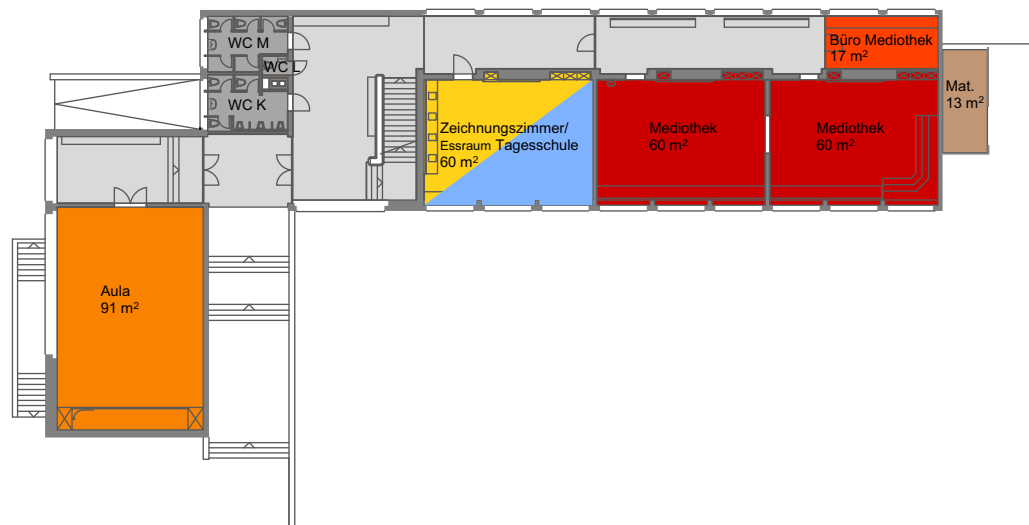 WC M
WC L
WC K
Büro Mediothek
17 m²
Mat.
13 m²
Zeichnungszimmer/
Essraum Tagesschule
60 m²
Mediothek
60 m²
Mediothek
60 m²
Aula
91 m²